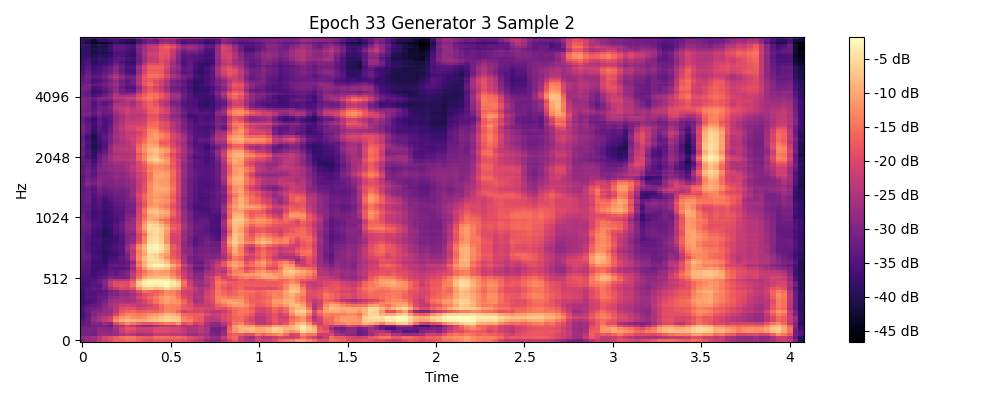 Epoch 33 Generator 3 Sample 2
Hz
4096
2048
1024
512
0
0 0.5 1 1.5 2 2.5 3 3.5 4
Time
-5 dB
-10 dB
-15 dB
-20 dB
-25 dB
-30 dB
-35 dB
-40 dB
-45 dB